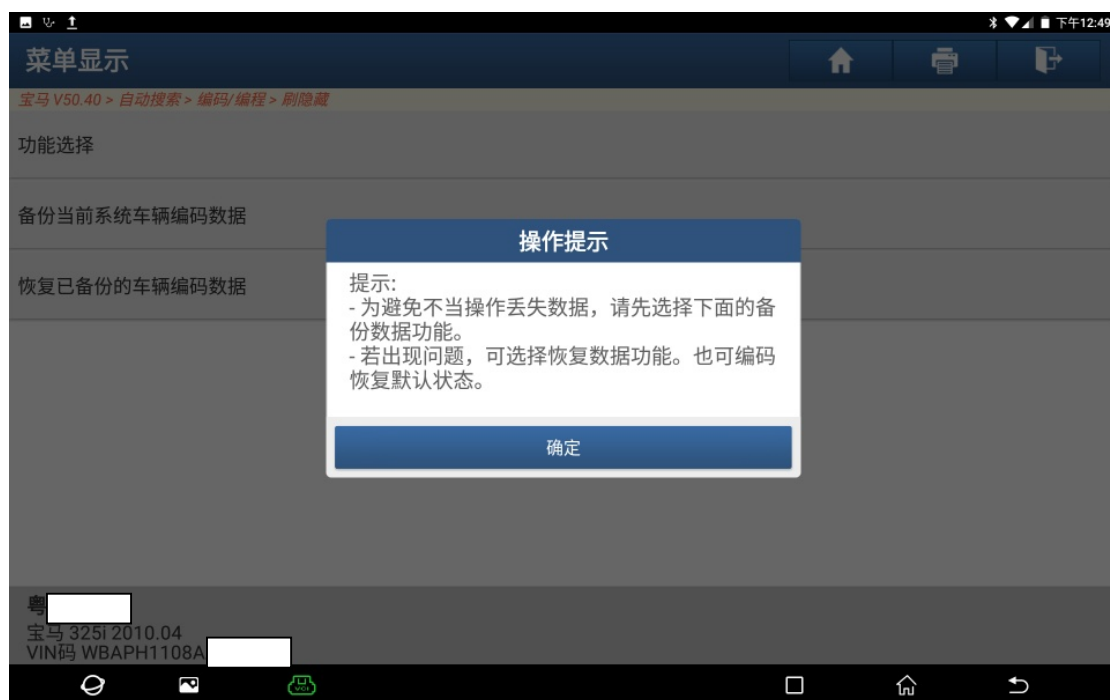 下午12:49
菜单显示
宝马 V50.40 > 自动搜索 > 编码/编程 > 刷隐藏
功能选择
备份当前系统车辆编码数据
恢复已备份的车辆编码数据
操作提示
提示:
- 为避免不当操作丢失数据，请先选择下面的备
份数据功能。
- 若出现问题，可选择恢复数据功能。也可编码
恢复默认状态。
确定
粤
宝马 325i 2010.04
VIN码 WBAPH1108A
VCI